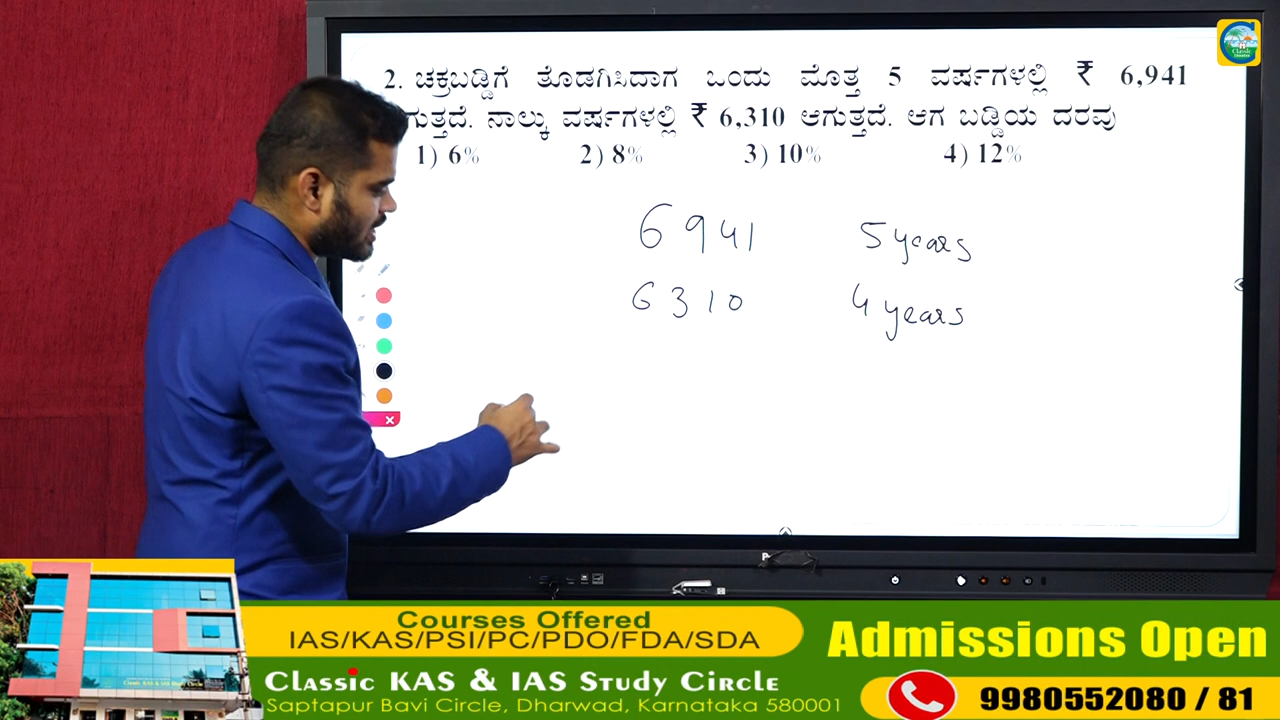 2. ಚಕ್ರಬಡ್ಡಿಗೆ ತೊಡಗಿಸಿದಾಗ ಒಂದು ಮೊತ್ತ 5 ವರ್ಷಗಳಲ್ಲಿ ₹ 6,941
ಗುತ್ತದೆ. ನಾಲ್ಕು ವರ್ಷಗಳಲ್ಲಿ ₹ 6,310 ಆಗುತ್ತದೆ. ಆಗ ಬಡ್ಡಿಯ ದರವು
1) 6% 2) 8% 3) 10% 4) 12%
6941 5 years
6310 4 years
Courses Offered
IAS/KAS/PSI/PC/PDO/FDA/SDA
Admissions Open
Classic KAS & IAS Study Circle
Saptapur Bavi Circle, Dharwad, Karnataka 580001
9980552080 / 81